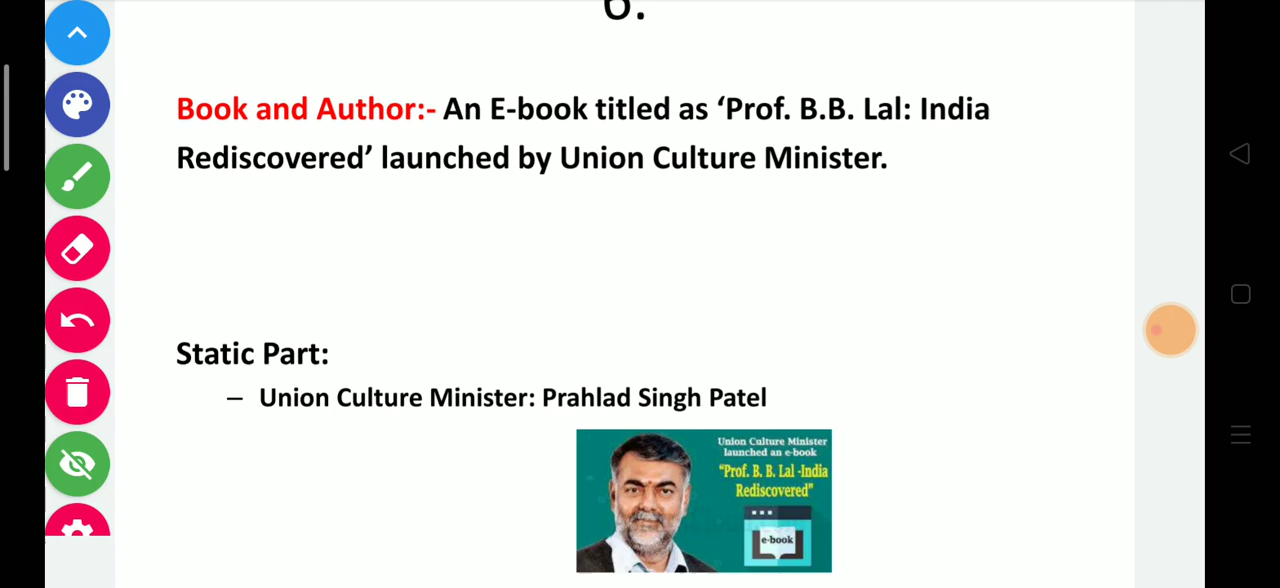 6.
Book and Author:- An E-book titled as ‘Prof. B.B. Lal: India
Rediscovered’ launched by Union Culture Minister.
Static Part:
– Union Culture Minister: Prahlad Singh Patel
Union Culture Minister
launched an e-book
"Prof. B. B. Lal -India
Rediscovered"
e-book